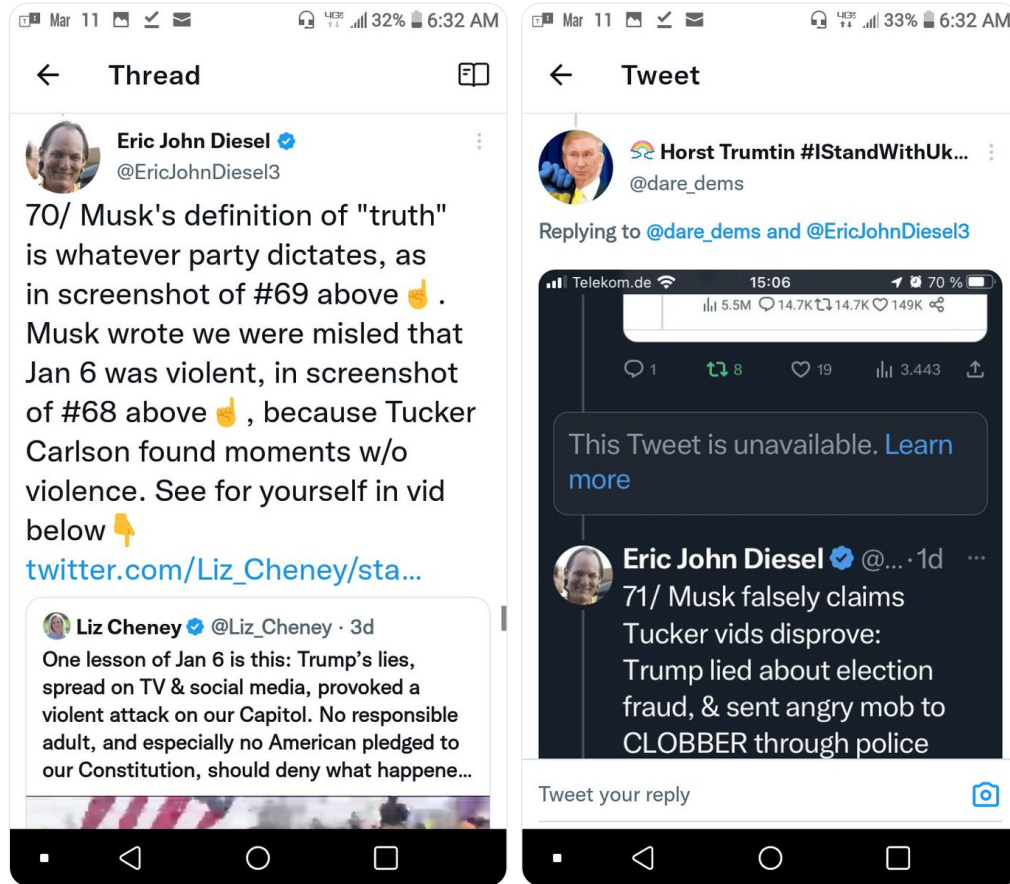 Mar 11 4GE 32% 6:32 AM
Thread
Eric John Diesel
@EricJohnDiesel3
70/ Musk's definition of "truth"
is whatever party dictates, as
in screenshot of #69 above ☝️.
Musk wrote we were misled that
Jan 6 was violent, in screenshot
of #68 above ☝️, because Tucker
Carlson found moments w/o
violence. See for yourself in vid
below 👇
twitter.com/Liz_Cheney/sta...
Liz Cheney @Liz_Cheney · 3d
One lesson of Jan 6 is this: Trump's lies,
spread on TV & social media, provoked a
violent attack on our Capitol. No responsible
adult, and especially no American pledged to
our Constitution, should deny what happene...
Mar 11 4GE 33% 6:32 AM
Tweet
Horst Trumtin #IStandWithUk...
@dare_dems
Replying to @dare_dems and @EricJohnDiesel3
Telekom.de 15:06 70 %
5.5M 14.7K 14.7K 149K
1 8 19 3.443
This Tweet is unavailable. Learn
more
Eric John Diesel @... · 1d
71/ Musk falsely claims
Tucker vids disprove:
Trump lied about election
fraud, & sent angry mob to
CLOBBER through police
Tweet your reply